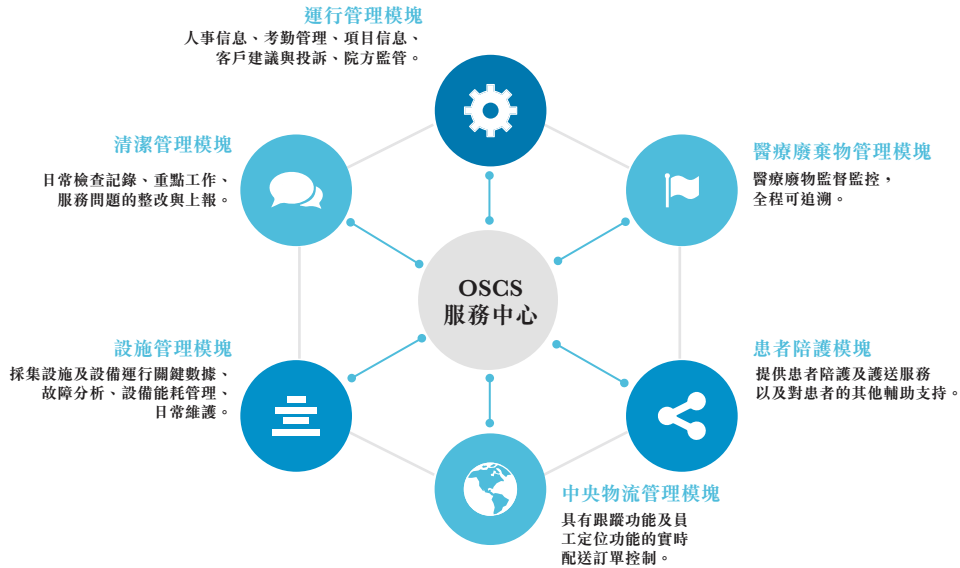 運行管理模塊
人事信息、考勤管理、項目信息、
客戶建議與投訴、院方監管。
清潔管理模塊
日常檢查記錄、重點工作、
服務問題的整改與上報。
醫療廢棄物管理模塊
醫療廢物監督監控，
全程可追溯。
OSCS
服務中心
設施管理模塊
採集設施及設備運行關鍵數據、
故障分析、設備能耗管理、
日常維護。
患者陪護模塊
提供患者陪護及護送服務
以及對患者的其他輔助支持。
中央物流管理模塊
具有跟蹤功能及員
工定位功能的實時
配送訂單控制。